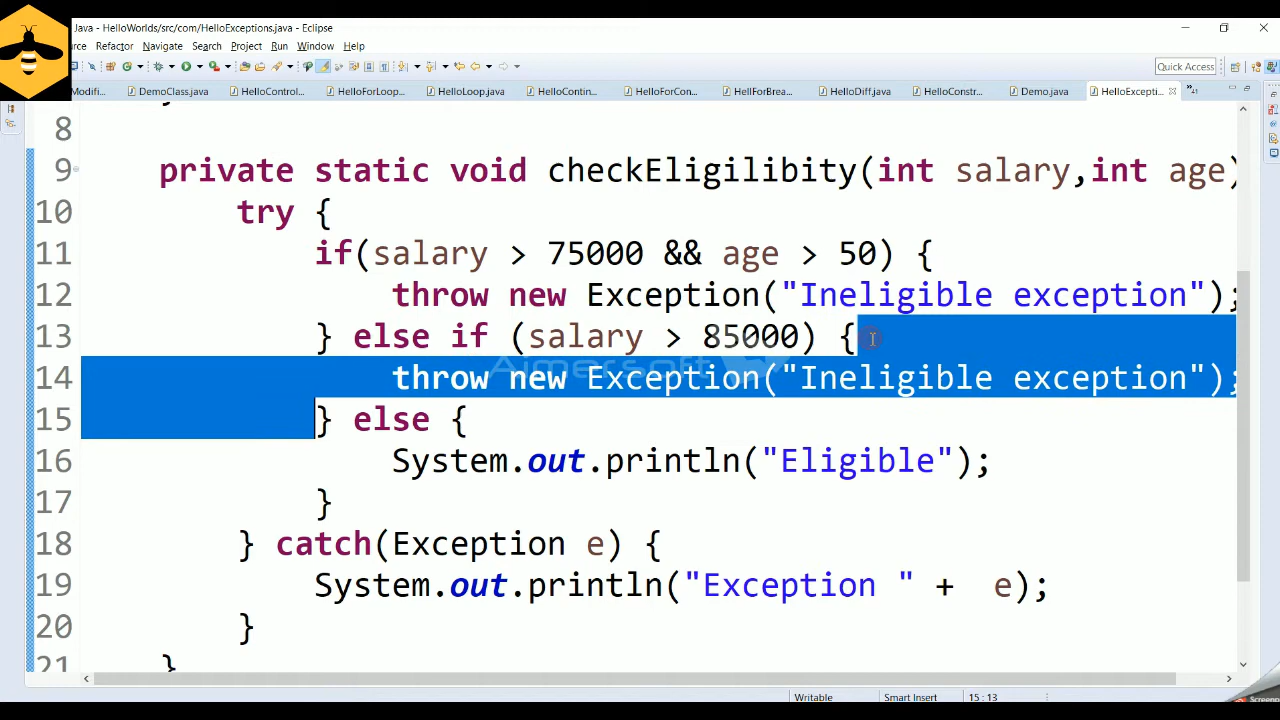 Java - HelloWorlds/src/com/HelloExceptions.java - Eclipse
urce Refactor Navigate Search Project Run Window Help
Quick Access
Modifi... DemoClass.java HelloControl... HelloForLoop... HelloLoop.java HelloContin... HelloForCon... HellForBrea... HelloDiff.java HelloConstr... Demo.java HelloExcepti... »41
8
9 private static void checkEligilibity(int salary,int age)
10 try {
11 if(salary > 75000 && age > 50) {
12 throw new Exception("Ineligible exception");
13 } else if (salary > 85000) {
14 throw new Exception("Ineligible exception");
15 } else {
16 System.out.println("Eligible");
17 }
18 } catch(Exception e) {
19 System.out.println("Exception " + e);
20 }
21 }
Aimersoft
Writable Smart Insert 15 : 13